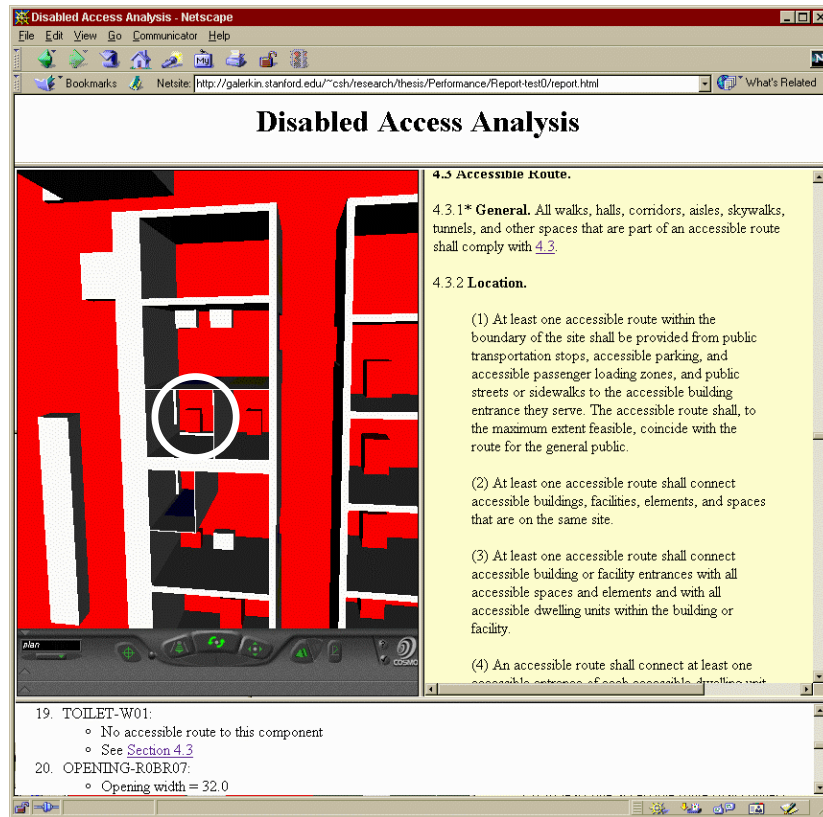 Disabled Access Analysis - Netscape
File Edit View Go Communicator Help
My
Bookmarks Netsite: http://galerkin.stanford.edu/~csh/research/thesis/Performance/Report-test0/report.html What's Related
N
Disabled Access Analysis
4.3 Accessible Route.
4.3.1* General. All walks, halls, corridors, aisles, skywalks,
tunnels, and other spaces that are part of an accessible route
shall comply with 4.3.
4.3.2 Location.
(1) At least one accessible route within the
boundary of the site shall be provided from public
transportation stops, accessible parking, and
accessible passenger loading zones, and public
streets or sidewalks to the accessible building
entrance they serve. The accessible route shall, to
the maximum extent feasible, coincide with the
route for the general public.
(2) At least one accessible route shall connect
accessible buildings, facilities, elements, and spaces
that are on the same site.
(3) At least one accessible route shall connect
accessible building or facility entrances with all
accessible spaces and elements and with all
accessible dwelling units within the building or
facility.
(4) An accessible route shall connect at least one
accessible entrance of each accessible dwelling unit
plan
COSMO
19. TOILET-W01:
No accessible route to this component
See Section 4.3
20. OPENING-R0BR07:
Opening width = 32.0